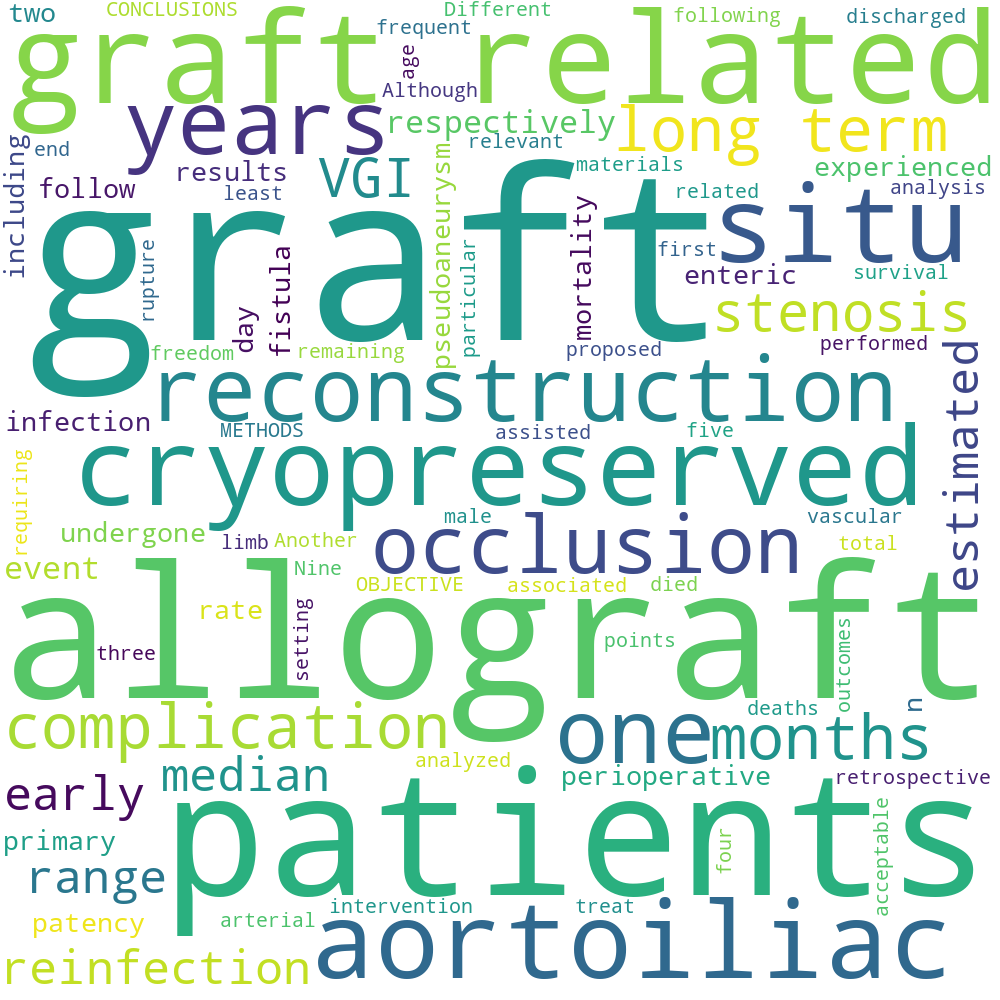 two
CONCLUSIONS
Different
following
discharged
frequent
graft related
age
Although
years
respectively
long term
including
end
results
VGI
pseudoaneurysm
relevant
materials
experienced
follow
least
related
analysis
graft
situ
rupture
fistula
day
particular
mortality
first
enteric
survival
stenosis
freedom
remaining
proposed
performed
estimated
reconstruction
infection
METHODS
assisted
five
cryopreserved
requiring
undergone
limb
Another
male
occlusion
vascular
total
event
Nine
OBJECTIVE
associated
died
allograft
rate
setting
three
points
outcomes
complication
one
deaths
n
months
analyzed
early
median
perioperative
retrospective
patients
primary
range
four
acceptable
patency
arterial
intervention
treat
reinfection
aortoiliac